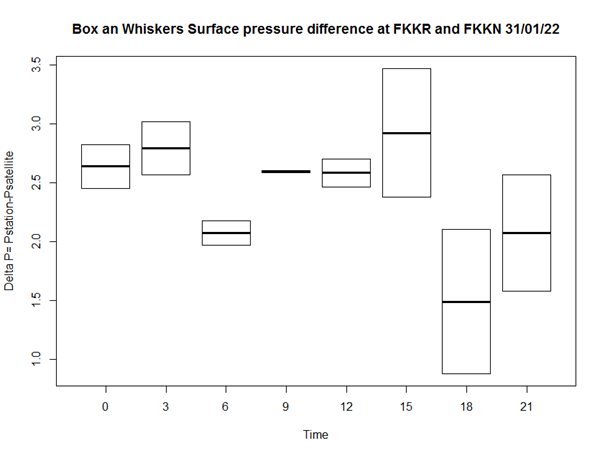 Box an Whiskers Surface pressure difference at FKKR and FKKN 31/01/22
Delta P= Pstation-Psatellite
3.5
3.0
2.5
2.0
1.5
1.0
0 3 6 9 12 15 18 21
Time